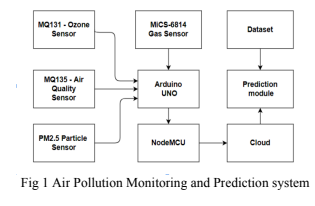 MQ131 - Ozone
Sensor
MiCS-6814
Gas Sensor
Dataset
MQ135 - Air
Quality
Sensor
Arduino
UNO
Prediction
module
PM2.5 Particle
Sensor
NodeMCU
Cloud
Fig 1 Air Pollution Monitoring and Prediction system